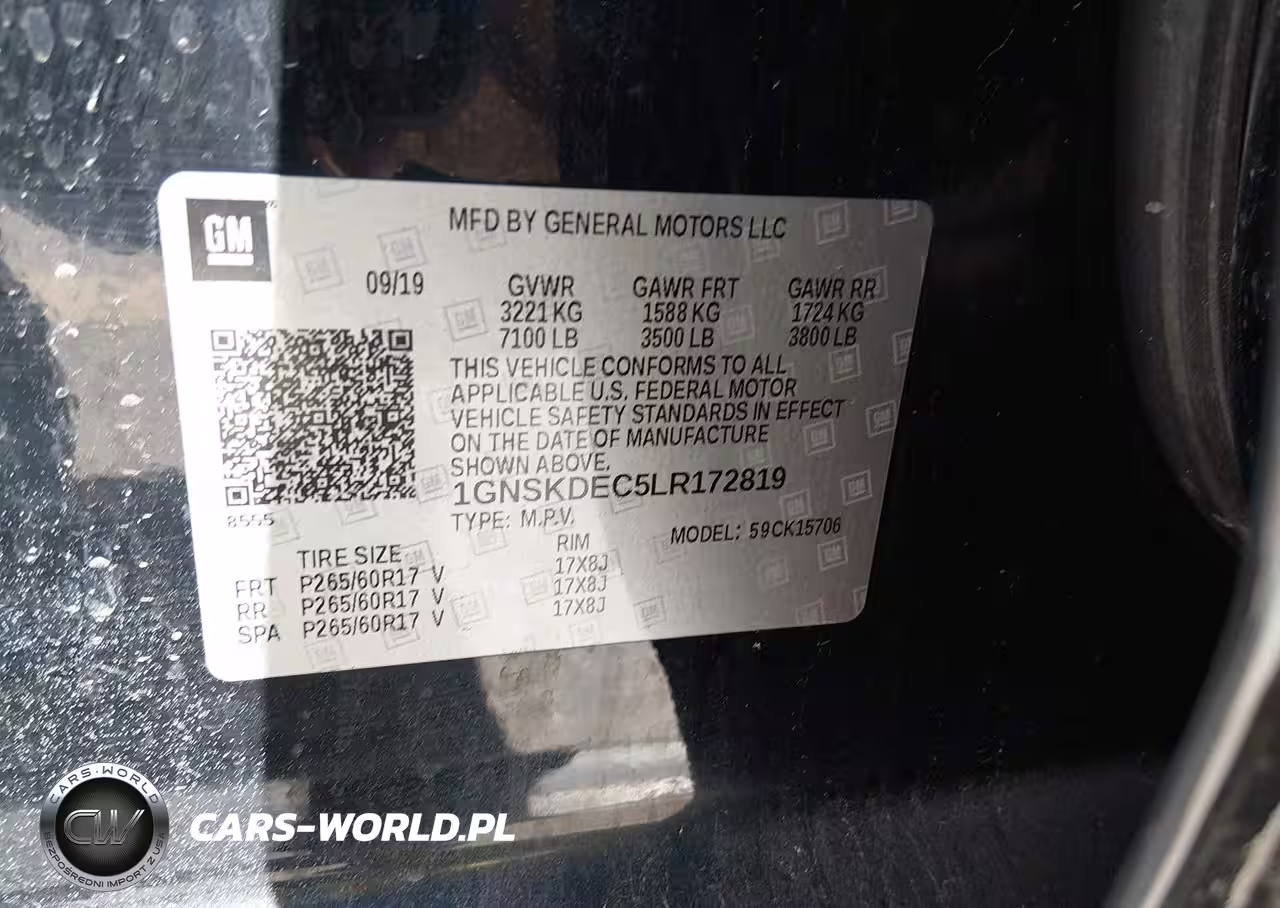 GM
MFD BY GENERAL MOTORS LLC
09/19 GVWR GAWR FRT GAWR RR
3221 KG 1588 KG 1724 KG
7100 LB 3500 LB 3800 LB
THIS VEHICLE CONFORMS TO ALL
APPLICABLE U.S. FEDERAL MOTOR
VEHICLE SAFETY STANDARDS IN EFFECT
ON THE DATE OF MANUFACTURE
SHOWN ABOVE.
1GNSKDEC5LR172819
8555
TYPE: M.P.V. MODEL: 59CK15706
TIRE SIZE RIM
FRT P265/60R17 V 17X8J
RR P265/60R17 V 17X8J
SPA P265/60R17 V 17X8J
CARS-WORLD
CW
BEZPOŚREDNI IMPORT Z USA
CARS-WORLD.PL